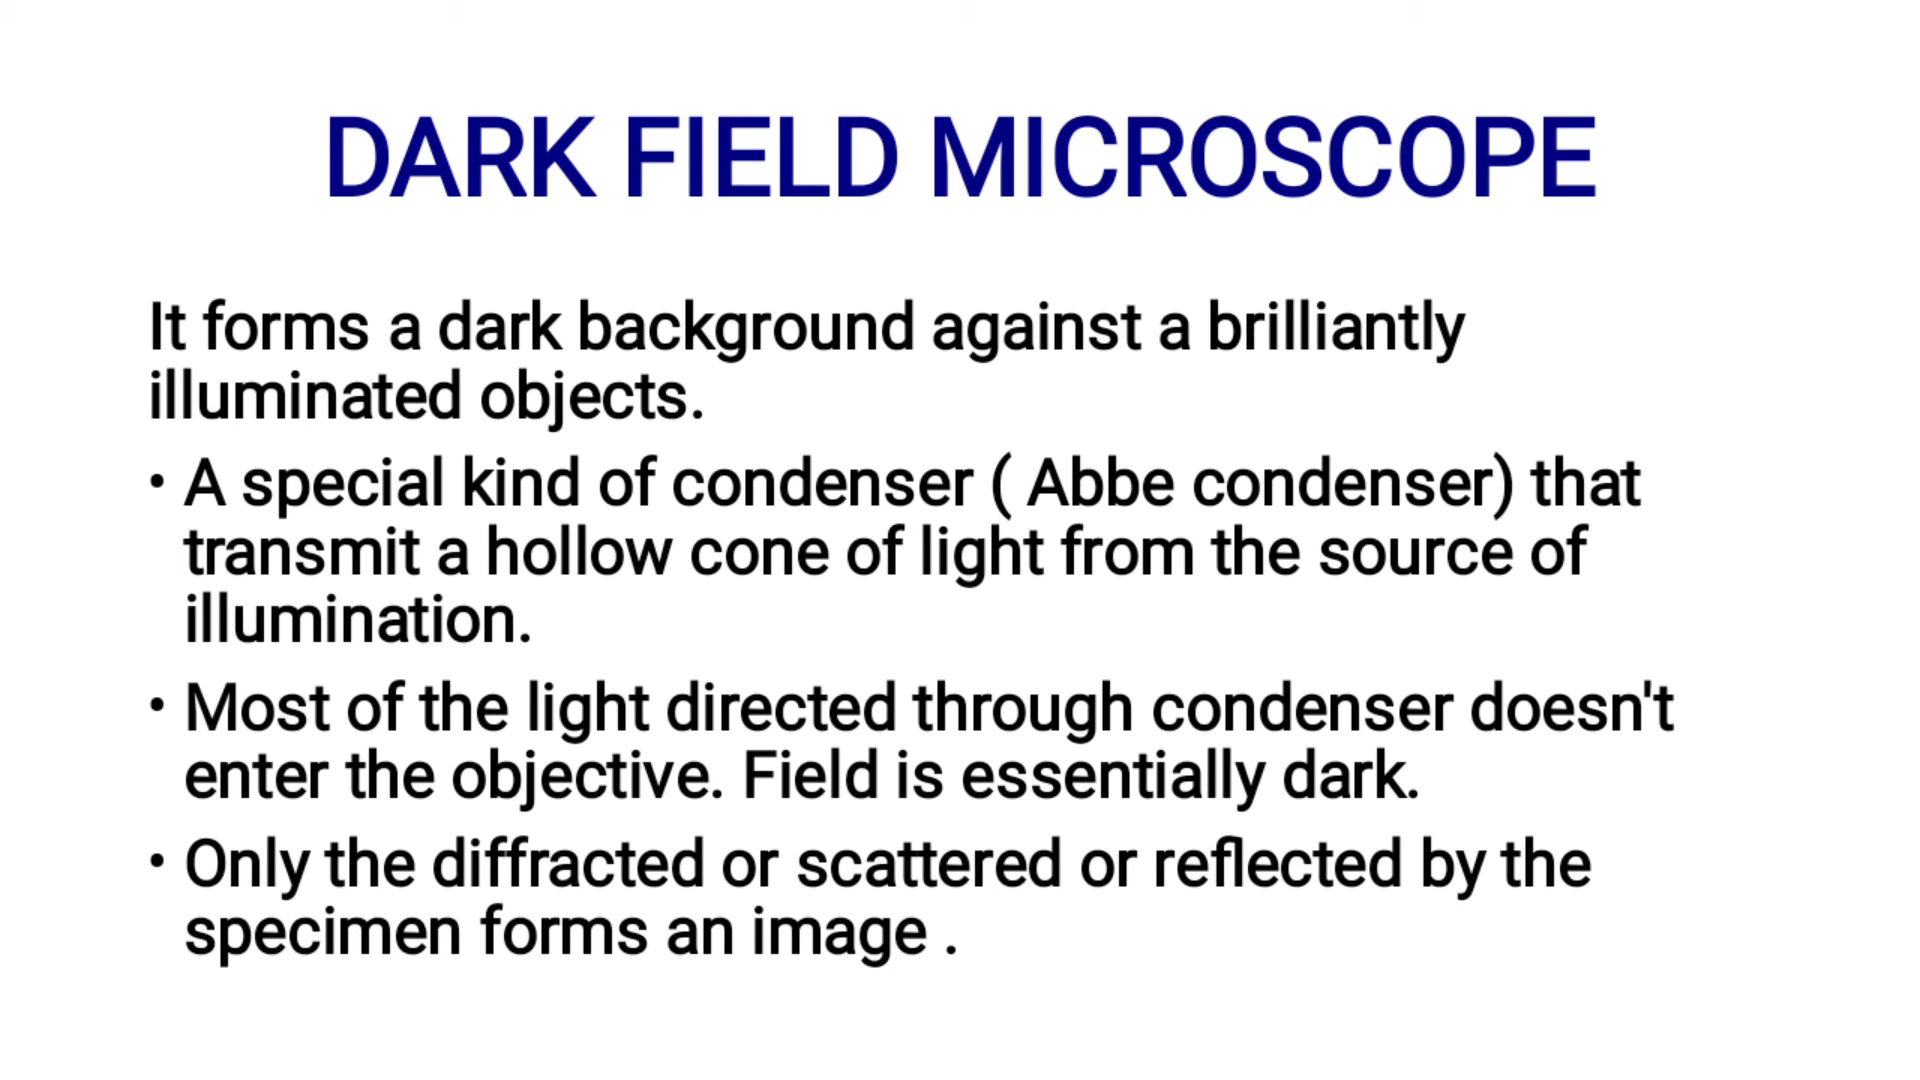 DARK FIELD MICROSCOPE
It forms a dark background against a brilliantly
illuminated objects.
• A special kind of condenser ( Abbe condenser) that
transmit a hollow cone of light from the source of
illumination.
• Most of the light directed through condenser doesn't
enter the objective. Field is essentially dark.
• Only the diffracted or scattered or reflected by the
specimen forms an image .